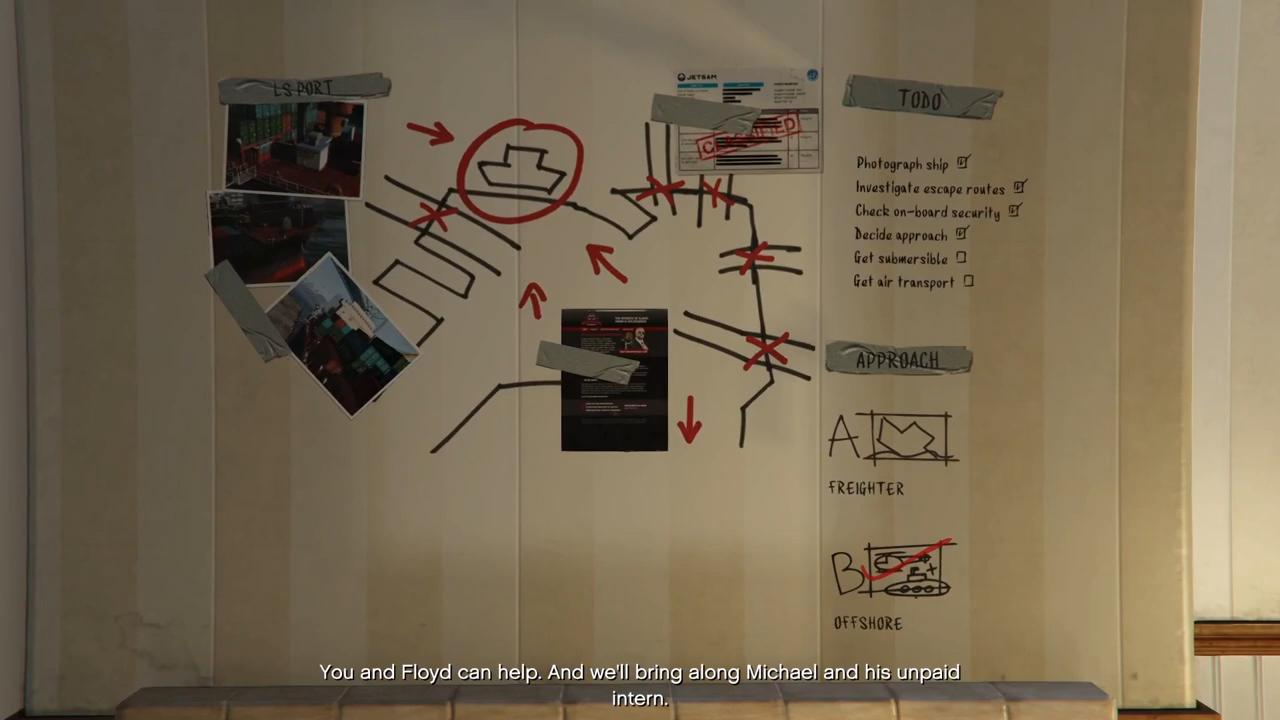 LS PORT
JETSAM
CLASSIFIED
TODO
Photograph ship
Investigate escape routes
Check on-board security
Decide approach
Get submersible
Get air transport
APPROACH
A
FREIGHTER
B
OFFSHORE
You and Floyd can help. And we'll bring along Michael and his unpaid
intern.